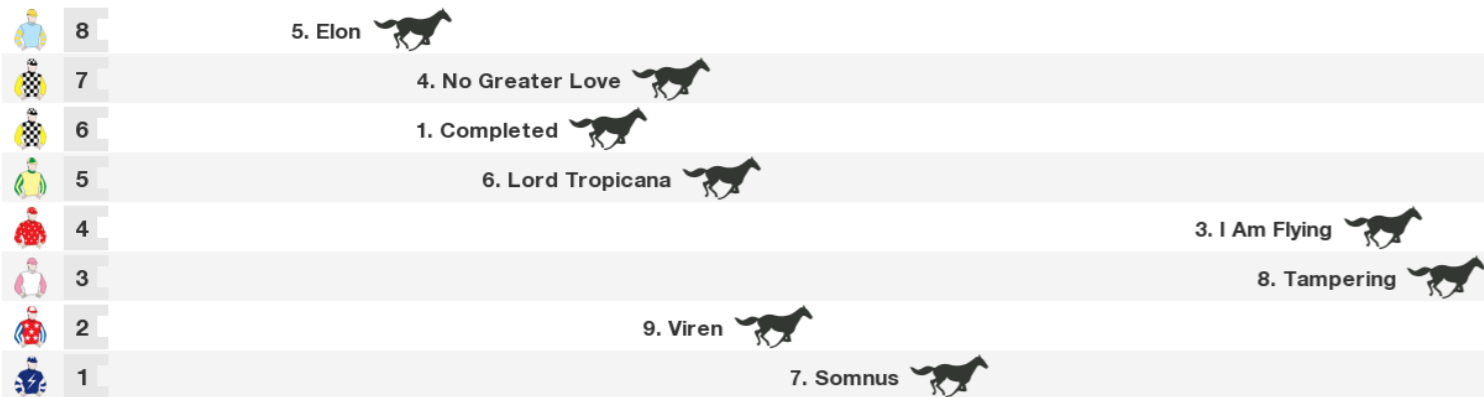 8 5. Elon
7 4. No Greater Love
6 1. Completed
5 6. Lord Tropicana
4 3. I Am Flying
3 8. Tampering
2 9. Viren
1 7. Somnus